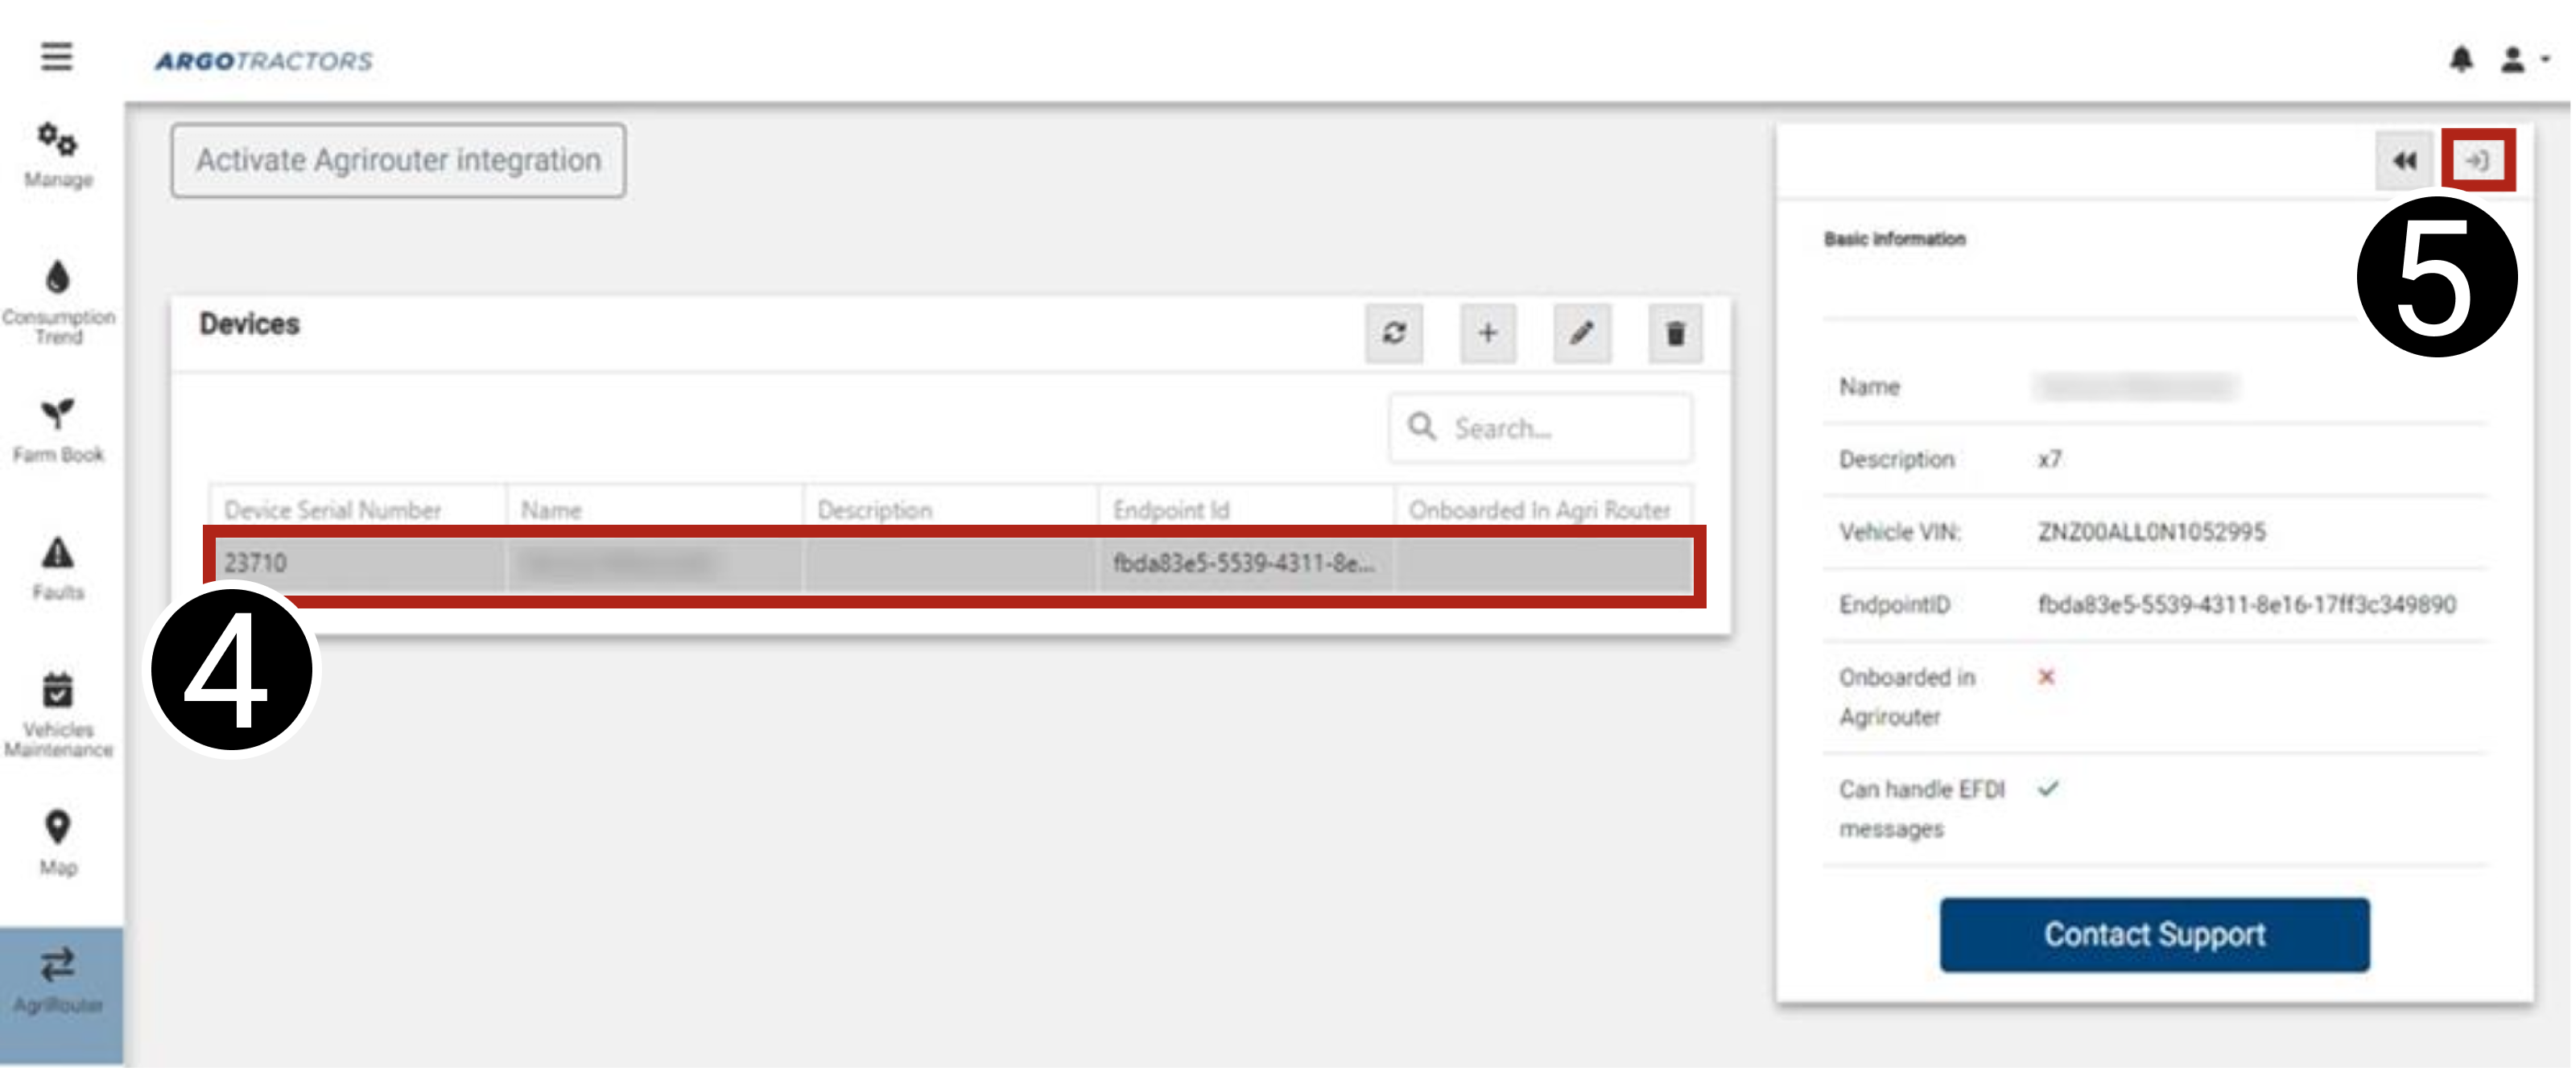 ARGOTRACTORS
Manage
Consumption
Trend
Farm Book
Faults
Vehicles
Maintenance
Map
AgriRouter
Activate Agrirouter integration
Devices
Search...
Device Serial Number Name Description Endpoint Id Onboarded In Agri Router
23710 fbda83e5-5539-4311-8e...
4
5
Basic Information
Name
Description x7
Vehicle VIN: ZNZ00ALL0N1052995
EndpointID fbda83e5-5539-4311-8e16-17ff3c349890
Onboarded in
Agrirouter
Can handle EFDI
messages
Contact Support